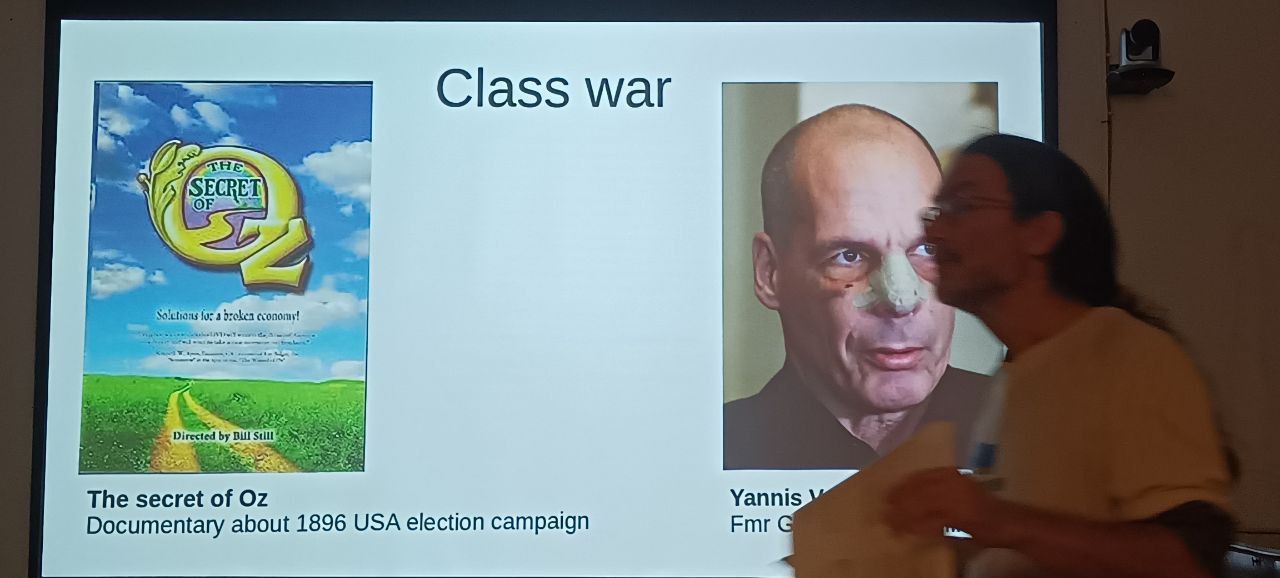 Class war
THE
SECRET
OF
OZ
Solutions for a broken economy!
Directed by Bill Still
The secret of Oz
Documentary about 1896 USA election campaign
Yannis
Fmr